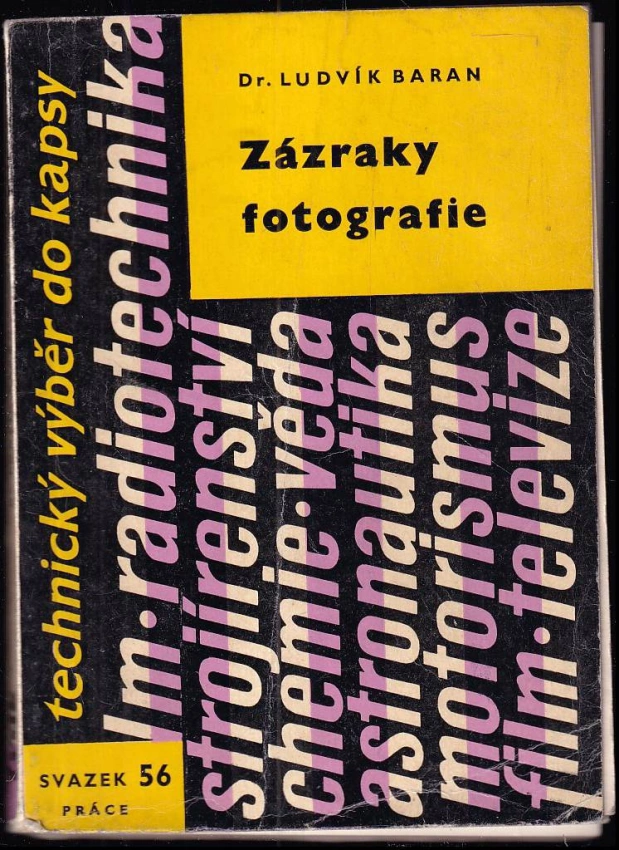 Dr. LUDVÍK BARAN
Zázraky
fotografie
technický výběr do kapsy
lm · radiotechnika
strojírenství
chemie · věda
astronautika
motorismus
film · televize
SVAZEK 56
PRÁCE